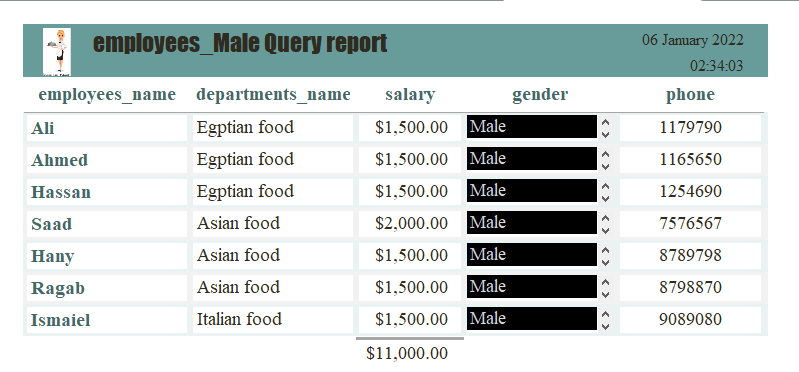 employees_Male Query report
06 January 2022
02:34:03
employees_name departments_name salary gender phone
Ali Egptian food $1,500.00 Male 1179790
Ahmed Egptian food $1,500.00 Male 1165650
Hassan Egptian food $1,500.00 Male 1254690
Saad Asian food $2,000.00 Male 7576567
Hany Asian food $1,500.00 Male 8789798
Ragab Asian food $1,500.00 Male 8798870
Ismaiel Italian food $1,500.00 Male 9089080
$11,000.00